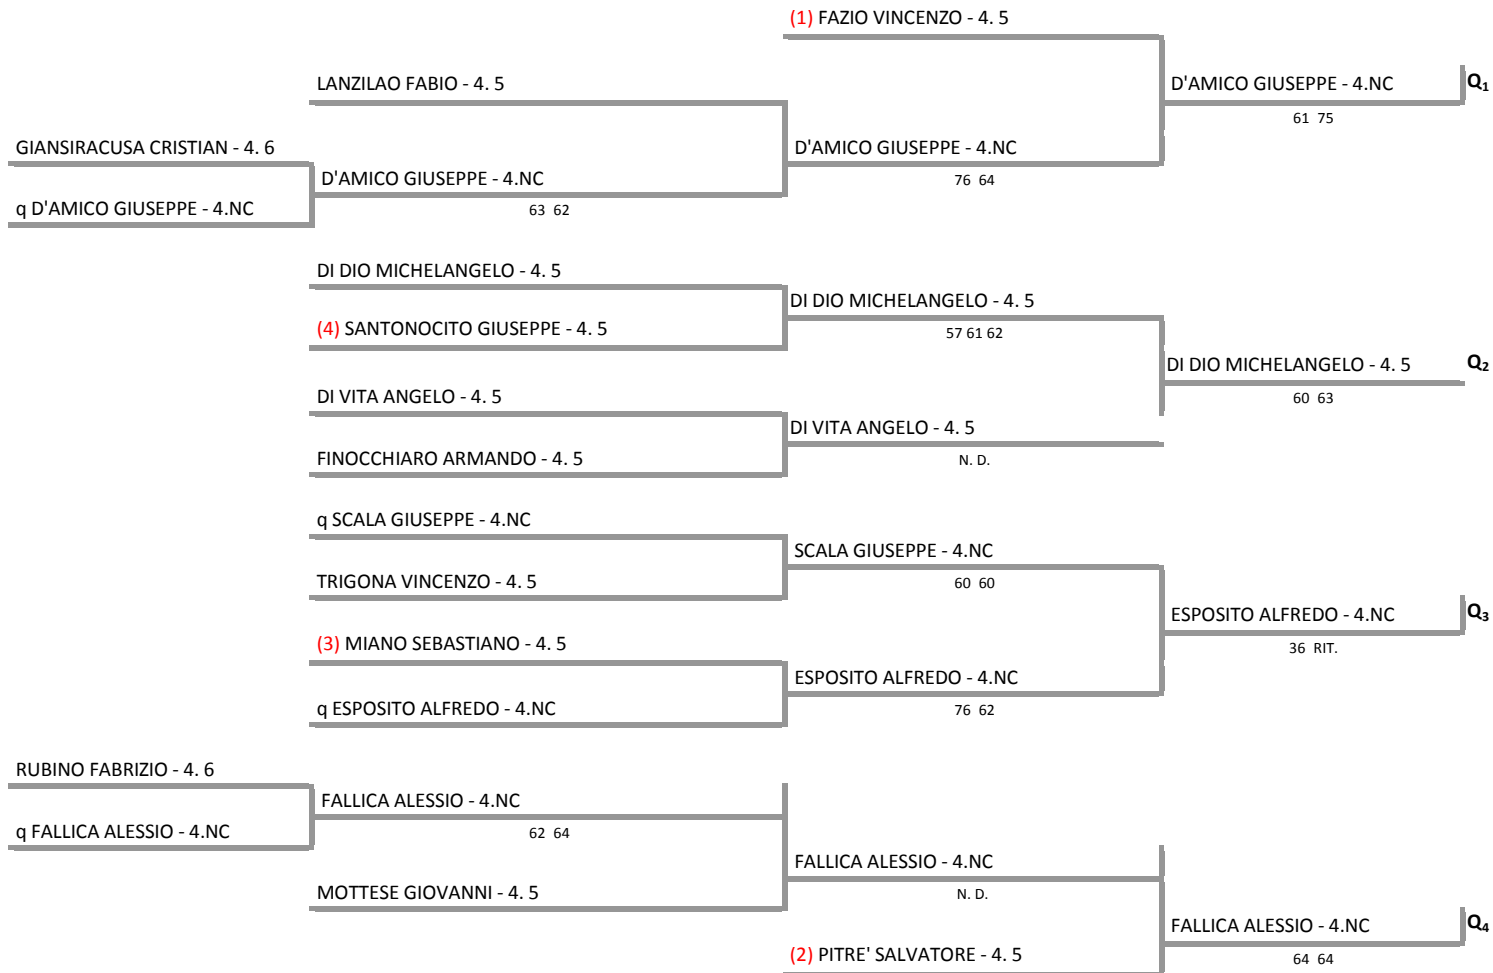 (1) FAZIO VINCENZO - 4. 5
LANZILAO FABIO - 4. 5
D'AMICO GIUSEPPE - 4.NC
Q1
61 75
GIANSIRACUSA CRISTIAN - 4. 6
D'AMICO GIUSEPPE - 4.NC
D'AMICO GIUSEPPE - 4.NC
76 64
q D'AMICO GIUSEPPE - 4.NC
63 62
DI DIO MICHELANGELO - 4. 5
DI DIO MICHELANGELO - 4. 5
(4) SANTONOCITO GIUSEPPE - 4. 5
57 61 62
DI DIO MICHELANGELO - 4. 5
Q2
DI VITA ANGELO - 4. 5
60 63
DI VITA ANGELO - 4. 5
FINOCCHIARO ARMANDO - 4. 5
N. D.
q SCALA GIUSEPPE - 4.NC
SCALA GIUSEPPE - 4.NC
TRIGONA VINCENZO - 4. 5
60 60
ESPOSITO ALFREDO - 4.NC
Q3
(3) MIANO SEBASTIANO - 4. 5
36 RIT.
ESPOSITO ALFREDO - 4.NC
q ESPOSITO ALFREDO - 4.NC
76 62
RUBINO FABRIZIO - 4. 6
FALLICA ALESSIO - 4.NC
q FALLICA ALESSIO - 4.NC
62 64
FALLICA ALESSIO - 4.NC
MOTTESE GIOVANNI - 4. 5
N. D.
FALLICA ALESSIO - 4.NC
Q4
(2) PITRE' SALVATORE - 4. 5
64 64